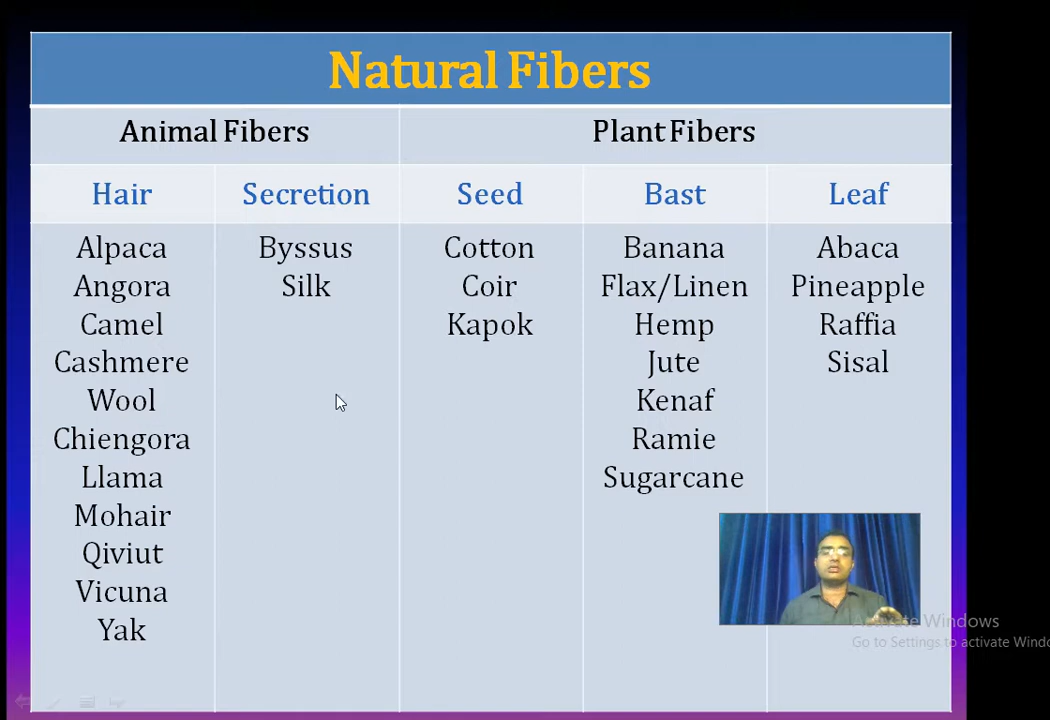 Natural Fibers
Animal Fibers
Plant Fibers
Hair
Secretion
Seed
Bast
Leaf
Alpaca
Angora
Camel
Cashmere
Wool
Chiengora
Llama
Mohair
Qiviut
Vicuna
Yak
Byssus
Silk
Cotton
Coir
Kapok
Banana
Flax/Linen
Hemp
Jute
Kenaf
Ramie
Sugarcane
Abaca
Pineapple
Raffia
Sisal
Activate Windows
Go to Settings to activate Windo